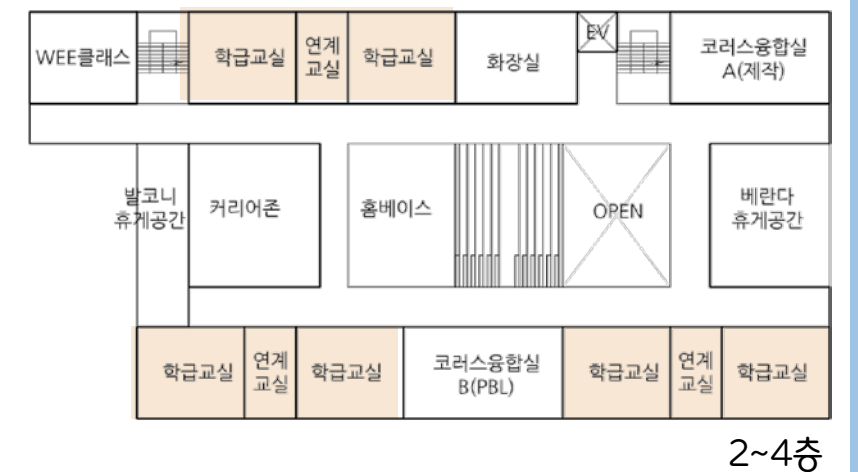 WEE클래스
학급교실
연계
교실
학급교실
화장실
EV
코러스융합실
A(제작)
발코니
휴게공간
커리어존
홈베이스
OPEN
베란다
휴게공간
학급교실
연계
교실
학급교실
코러스융합실
B(PBL)
학급교실
연계
교실
학급교실
2~4층